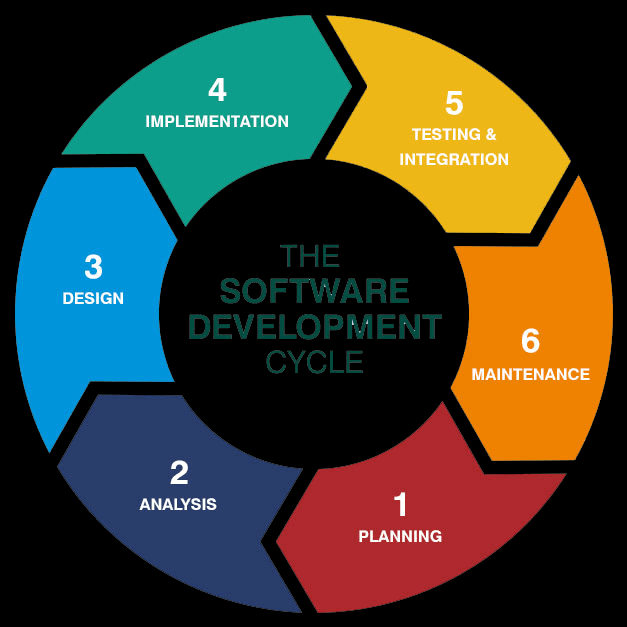 4
IMPLEMENTATION
5
TESTING &
INTEGRATION
3
DESIGN
THE
SOFTWARE
DEVELOPMENT
CYCLE
6
MAINTENANCE
2
ANALYSIS
1
PLANNING